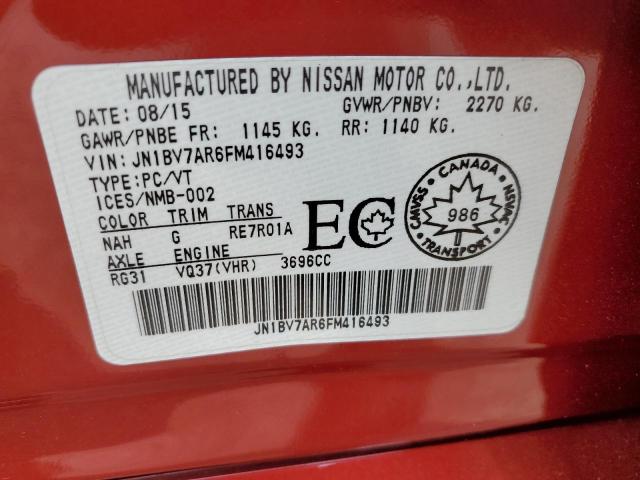 MANUFACTURED BY NISSAN MOTOR CO.,LTD.
DATE: 08/15 GVWR/PNBV: 2270 KG.
GAWR/PNBE FR: 1145 KG. RR: 1140 KG.
VIN: JN1BV7AR6FM416493
TYPE: PC/VT
ICES/NMB-002
COLOR TRIM TRANS
NAH G RE7R01A
AXLE ENGINE
RG31 VQ37(VHR) 3696CC
EC
CANADA
CMVSS 986 NSVAC
TRANSPORT
JN1BV7AR6FM416493